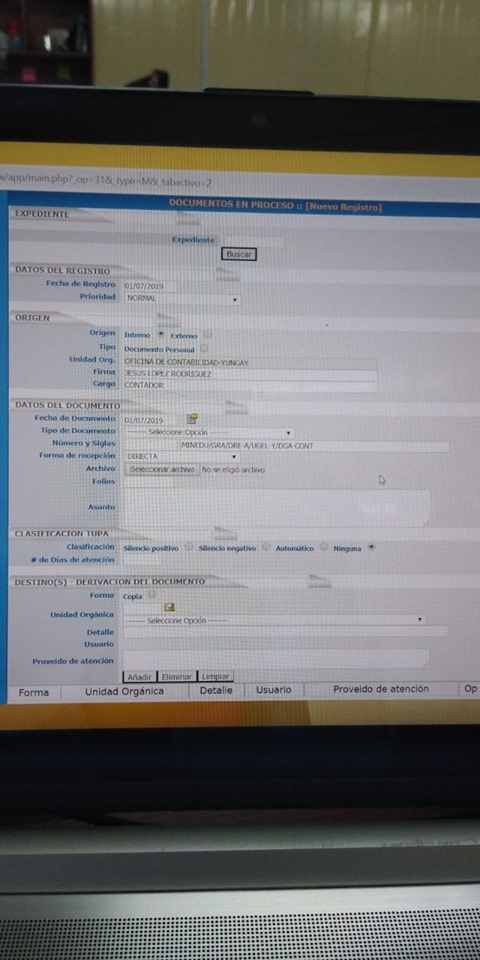 /app/main.php?_op=31&_type=M&_tabactivo=2
DOCUMENTOS EN PROCESO :: [Nuevo Registro]
EXPEDIENTE
Expediente
Buscar
DATOS DEL REGISTRO
Fecha de Registro 01/07/2019
Prioridad NORMAL
ORIGEN
Origen Interno Externo
Tipo Documento Personal
Unidad Org. OFICINA DE CONTABILIDAD-YUNGAY
Firma JESUS LOPEZ RODRIGUEZ
Cargo CONTADOR
DATOS DEL DOCUMENTO
Fecha de Documento 01/07/2019
Tipo de Documento ------- Seleccione Opción -------
Número y Siglas MINEDU/GRA/DRE-A/UGEL-Y/DGA-CONT
Forma de recepción DIRECTA
Archivo Seleccionar archivo No se eligió archivo
Folios
Asunto
CLASIFICACION TUPA
Clasificación Silencio positivo Silencio negativo Automático Ninguna
# de Días de atención
DESTINO(S) - DERIVACION DEL DOCUMENTO
Forma Copia
Unidad Orgánica
------- Seleccione Opción -------
Detalle
Usuario
Proveido de atención
Añadir Eliminar Limpiar
Forma Unidad Orgánica Detalle Usuario Proveido de atención Op